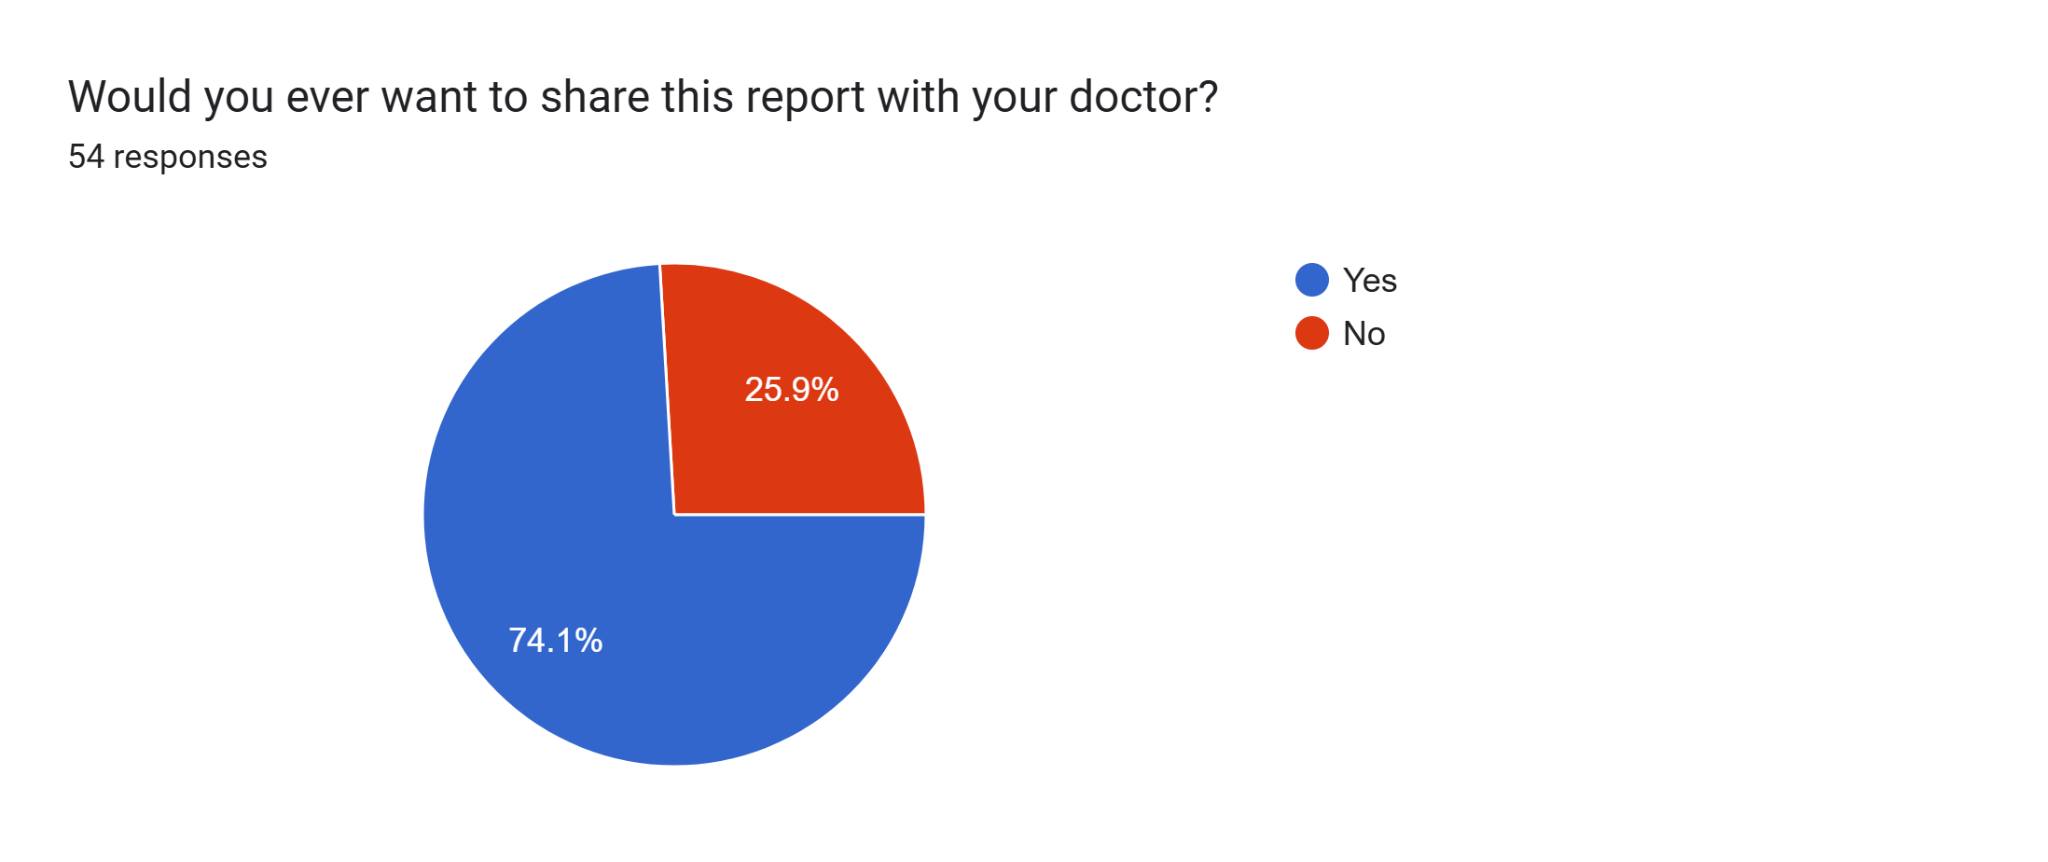 Would you ever want to share this report with your doctor?
54 responses
Yes
No
25.9%
74.1%